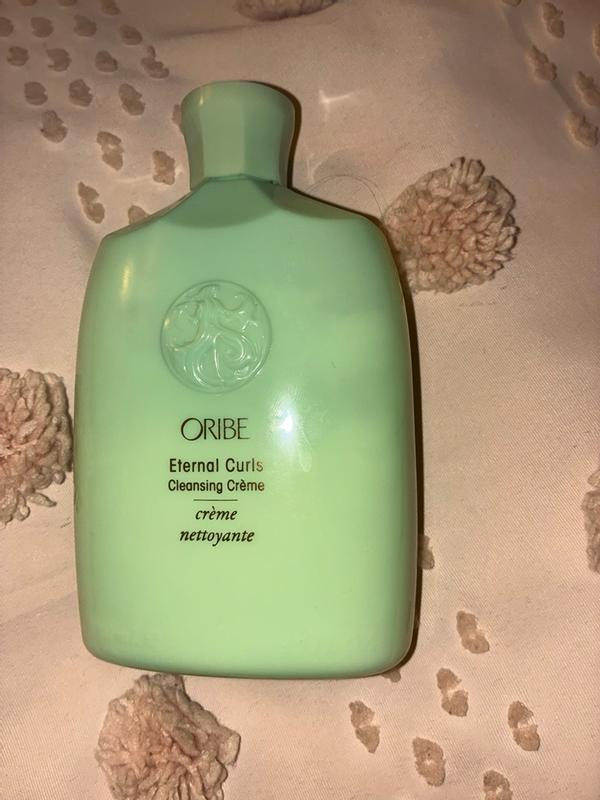 ORIBE
Eternal Curls
Cleansing Crème
crème
nettoyante